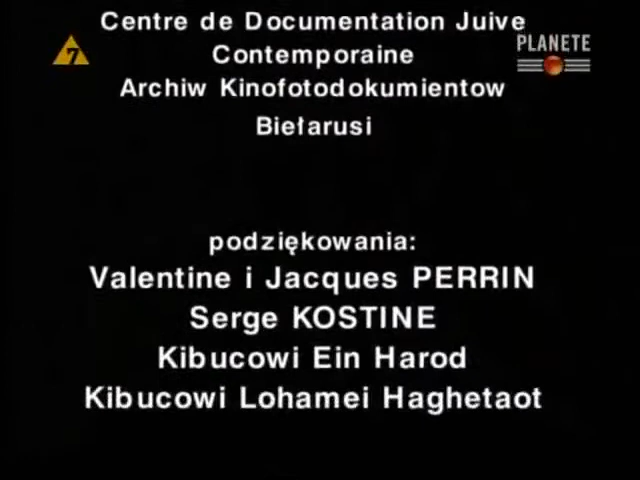 Centre de Documentation Juive
Contemporaine
Archiw Kinofotodokumientow
Biełarusi
podziękowania:
Valentine i Jacques PERRIN
Serge KOSTINE
Kibucowi Ein Harod
Kibucowi Lohamei Haghetaot
7
PLANETE